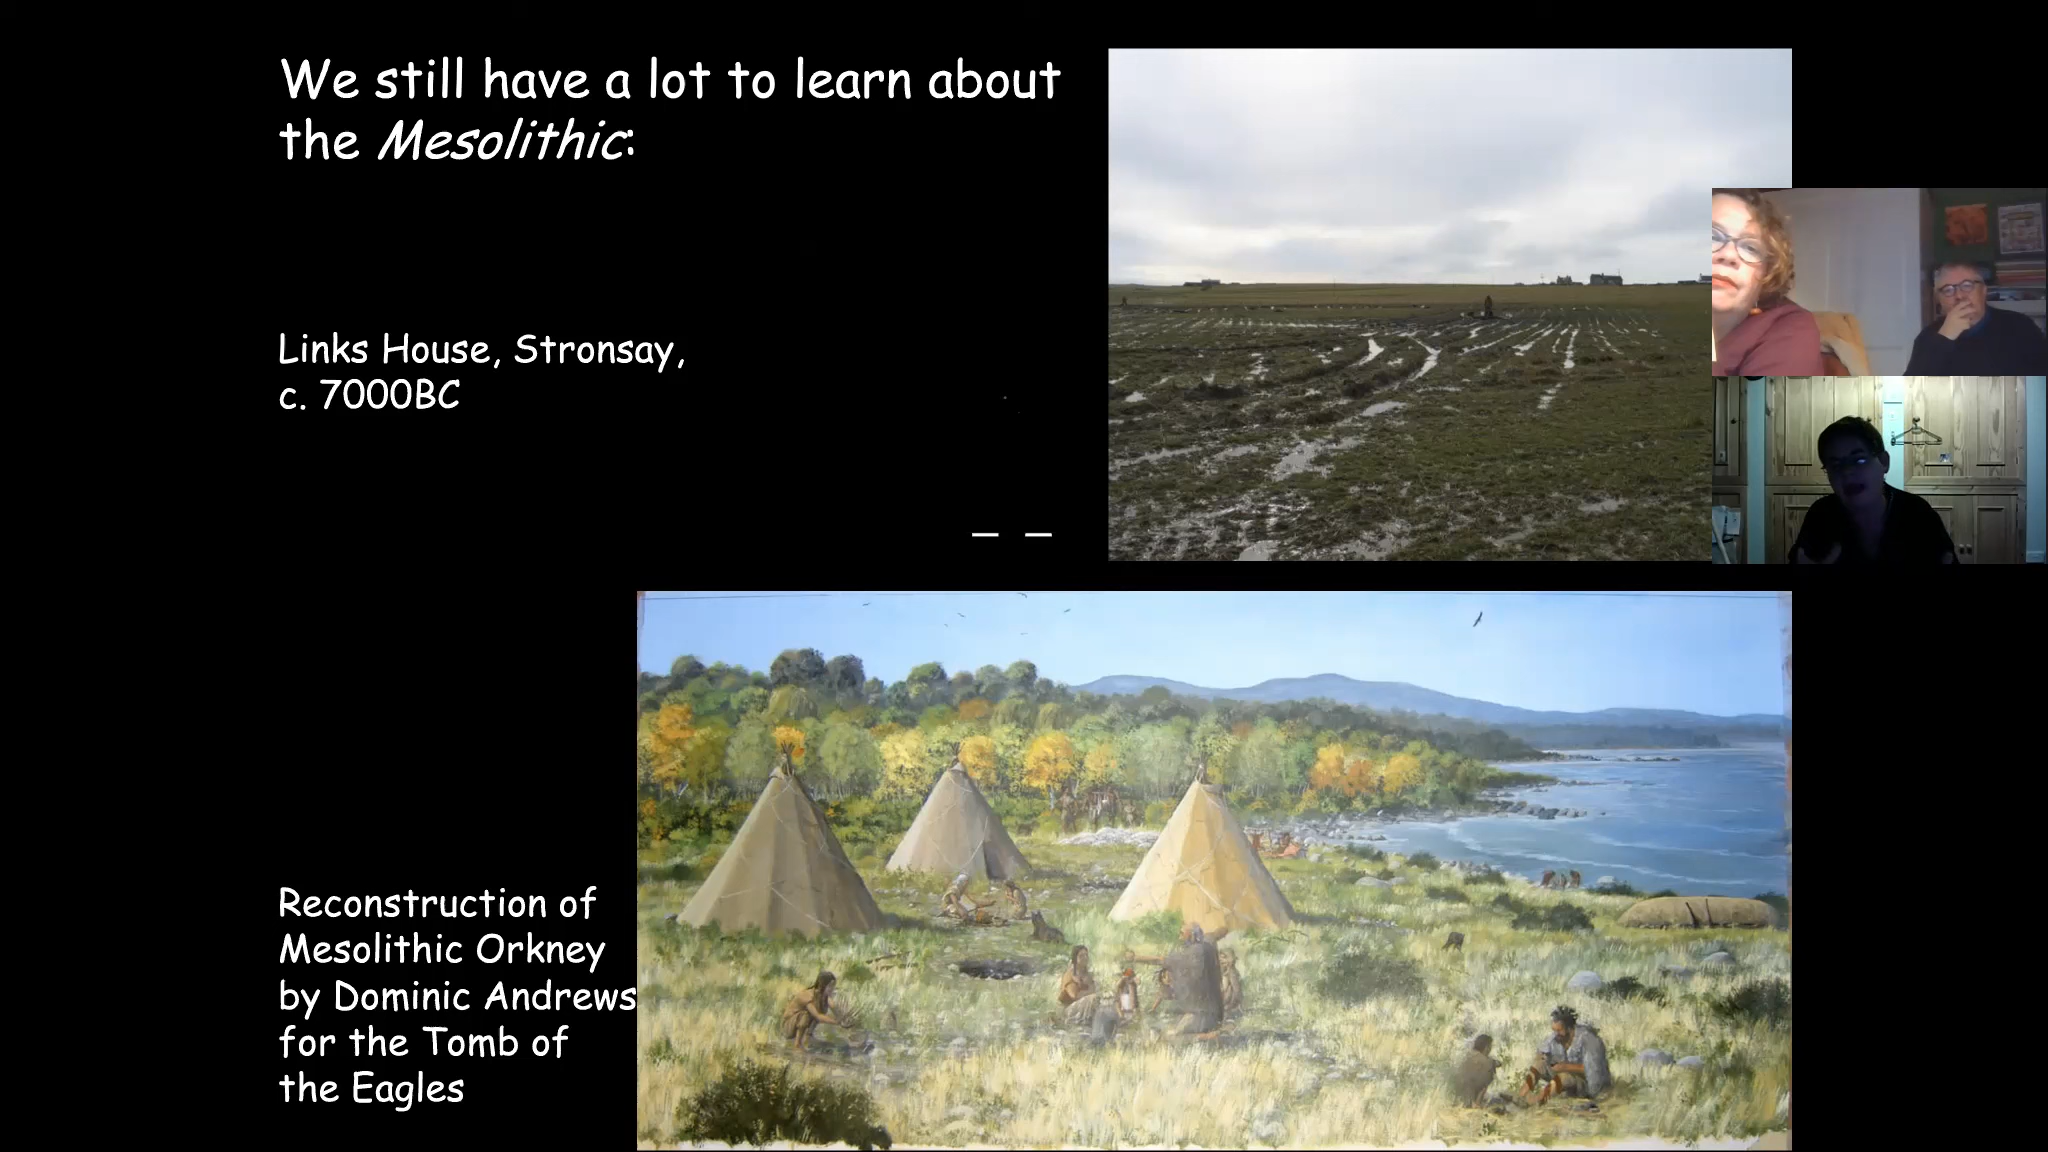 We still have a lot to learn about
the Mesolithic:
Links House, Stronsay,
c. 7000BC
Reconstruction of
Mesolithic Orkney
by Dominic Andrews
for the Tomb of
the Eagles